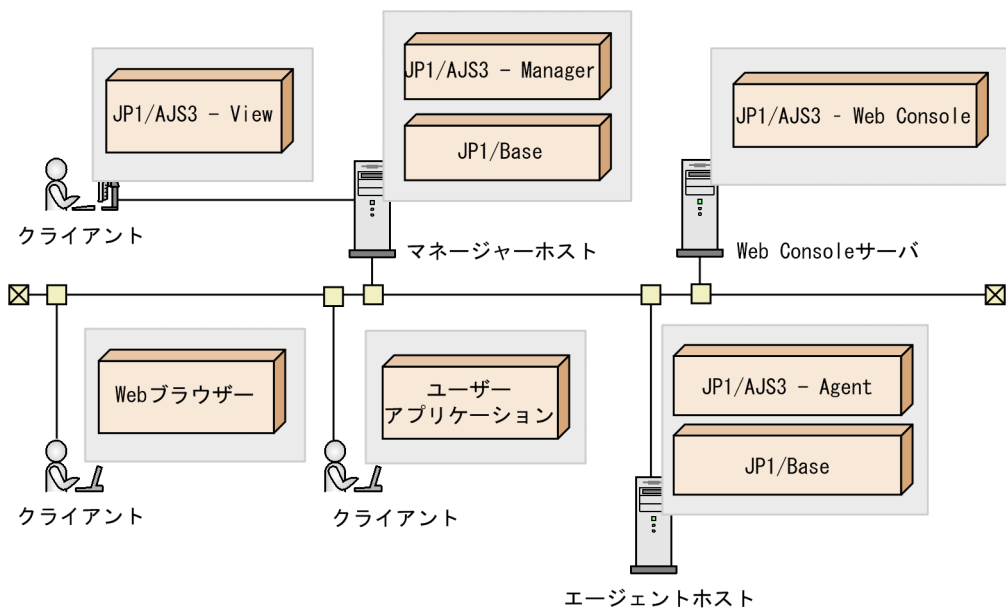 JP1/AJS3 - View
クライアント
JP1/AJS3 - Manager
JP1/Base
マネージャーホスト
JP1/AJS3 - Web Console
Web Consoleサーバ
Webブラウザー
クライアント
ユーザー
アプリケーション
クライアント
JP1/AJS3 - Agent
JP1/Base
エージェントホスト